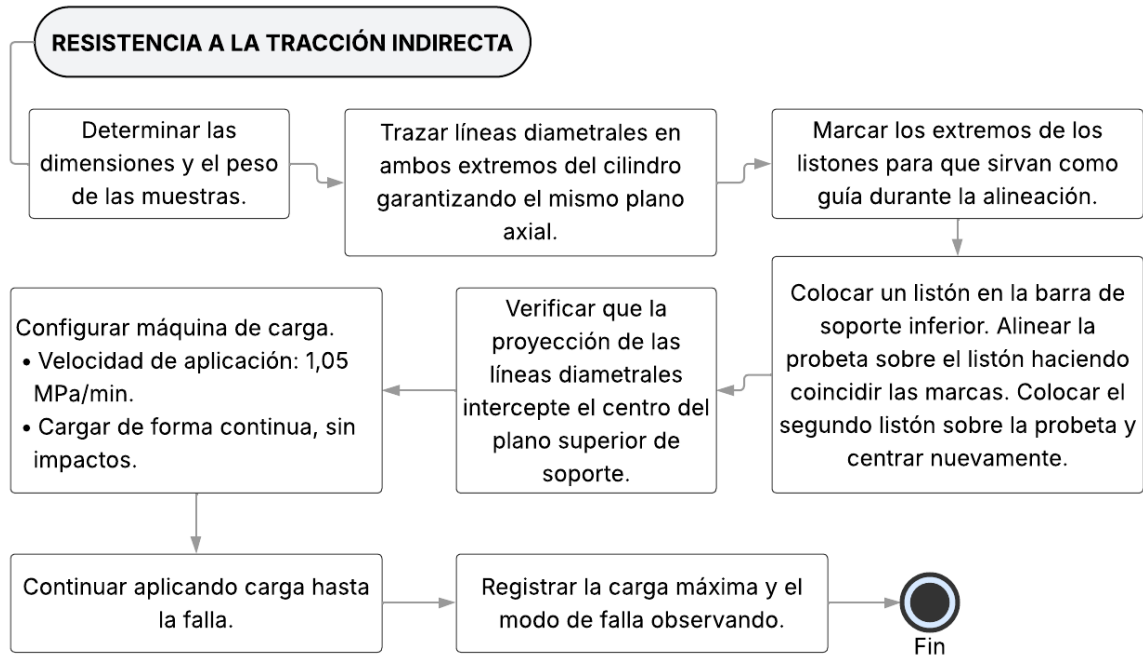 RESISTENCIA A LA TRACCIÓN INDIRECTA
Determinar las
dimensiones y el peso
de las muestras.
Trazar líneas diametrales en
ambos extremos del cilindro
garantizando el mismo plano
axial.
Marcar los extremos de los
listones para que sirvan como
guía durante la alineación.
Colocar un listón en la barra de
soporte inferior. Alinear la
probeta sobre el listón haciendo
coincidir las marcas. Colocar el
segundo listón sobre la probeta y
centrar nuevamente.
Verificar que la
proyección de las
líneas diametrales
intercepte el centro del
plano superior de
soporte.
Configurar máquina de carga.
• Velocidad de aplicación: 1,05
MPa/min.
• Cargar de forma continua, sin
impactos.
Continuar aplicando carga hasta
la falla.
Registrar la carga máxima y el
modo de falla observando.
Fin